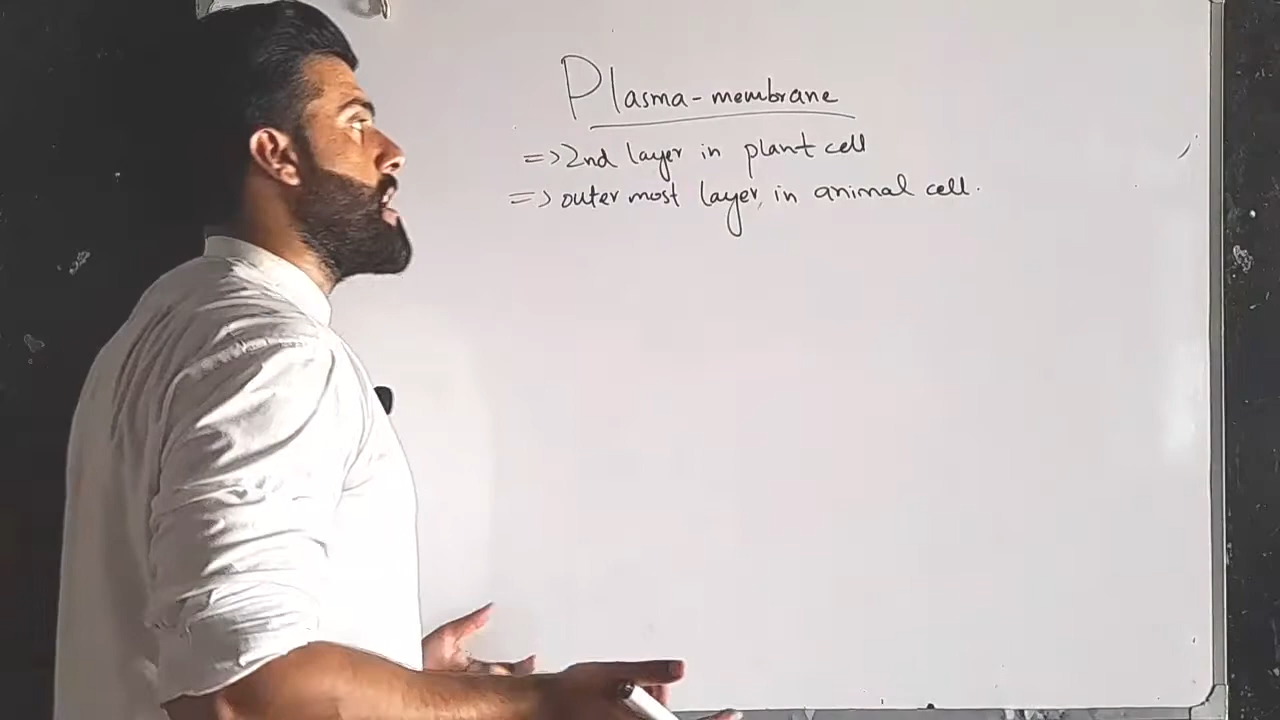 Plasma-membrane
=> 2nd layer in plant cell
=> outer most layer, in animal cell.